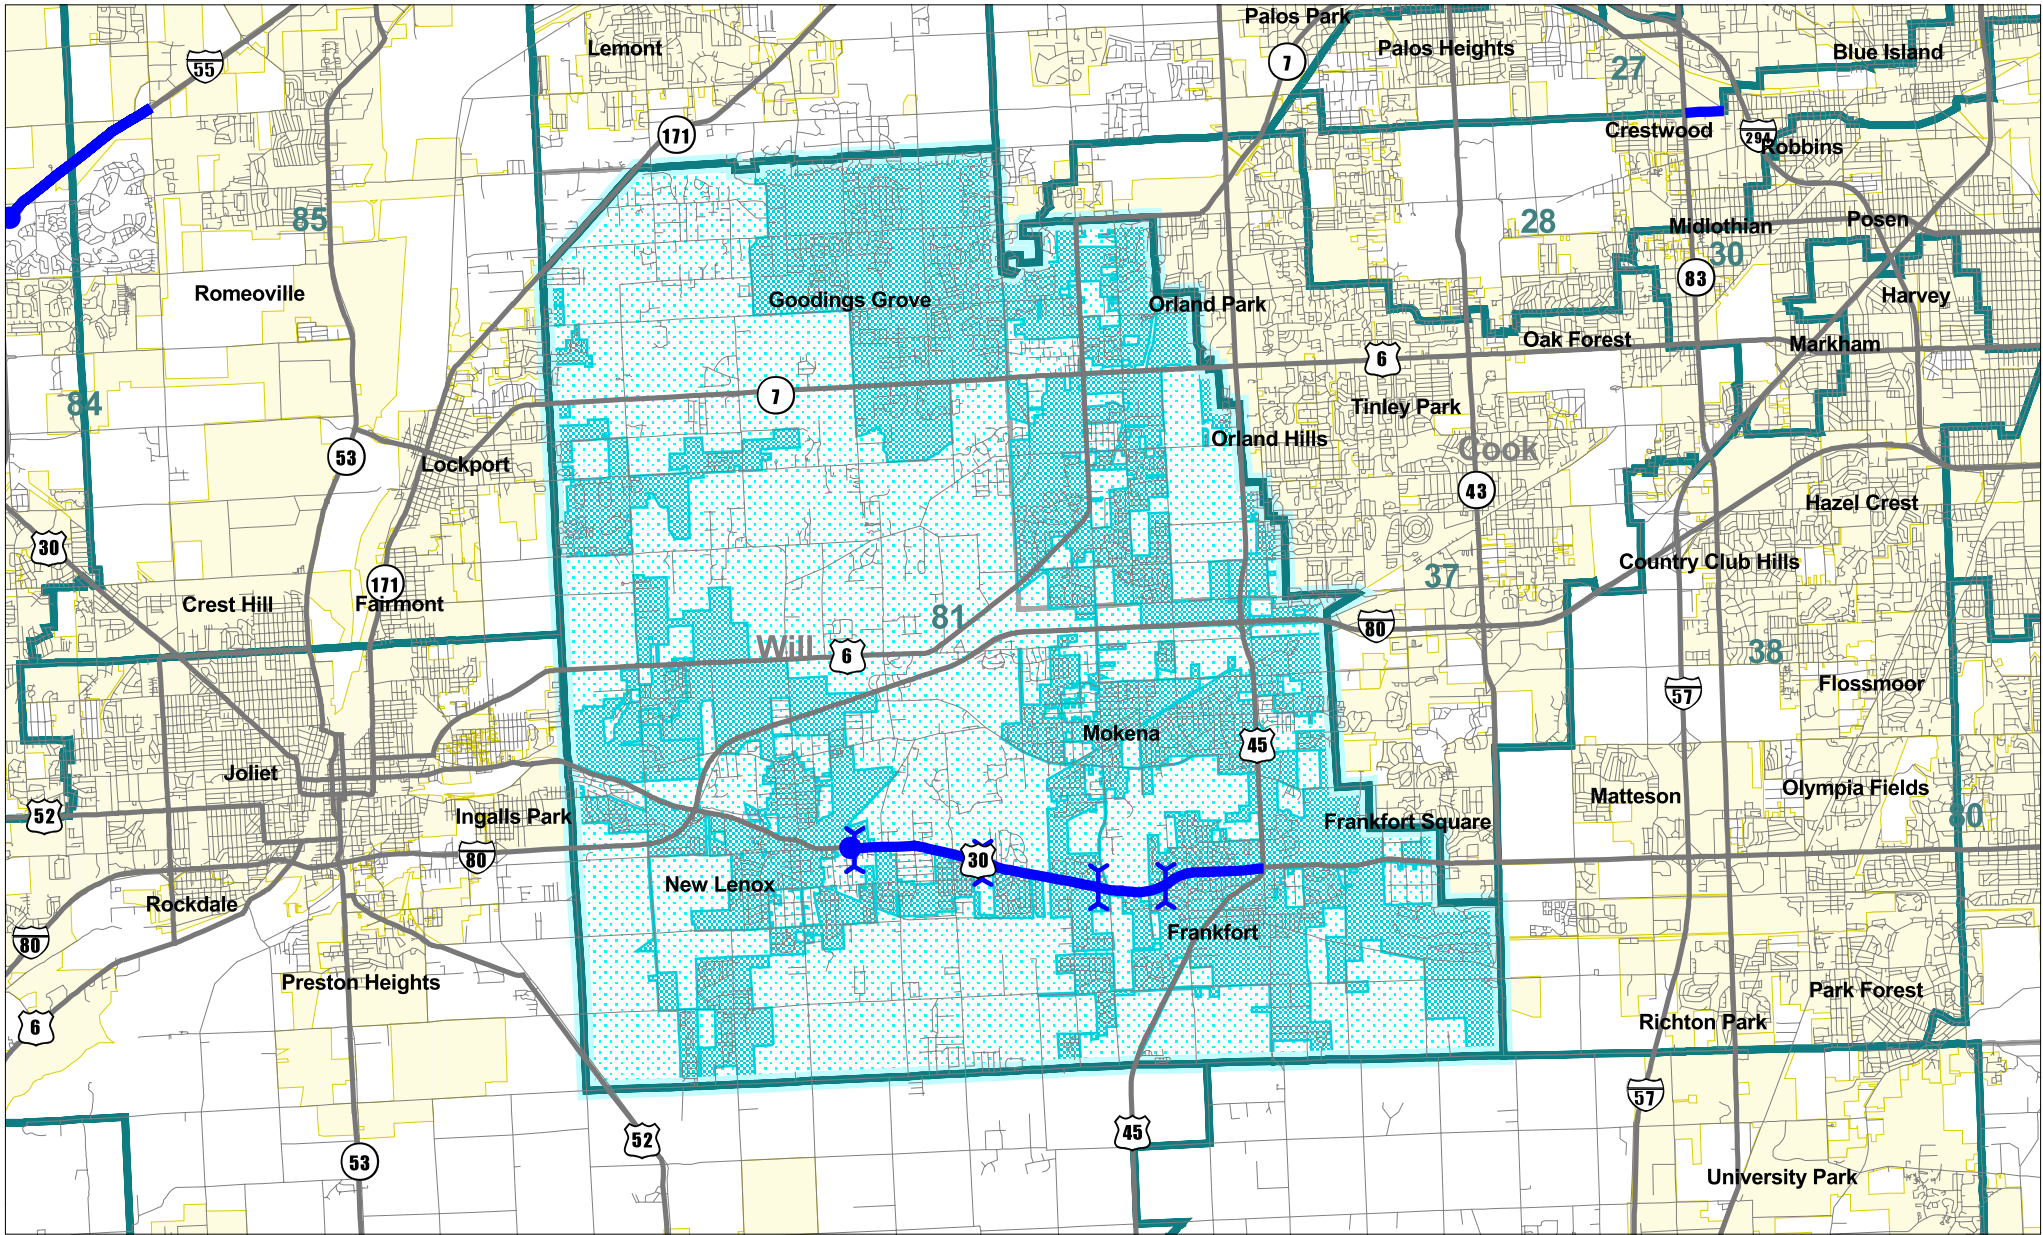 Palos Park
Lemont
Palos Heights
Blue Island
7
27
55
171
Crestwood
294
Robbins
85
28
Midlothian
Posen
30
83
Romeoville
Goodings Grove
Orland Park
Harvey
Oak Forest
Markham
6
7
84
Tinley Park
Orland Hills
Cook
53
Lockport
43
Hazel Crest
30
Country Club Hills
171
37
Crest Hill
Fairmont
81
80
Will
6
38
Flossmoor
57
Mokena
45
Joliet
Olympia Fields
Matteson
52
Ingalls Park
Frankfort Square
80
80
30
New Lenox
Rockdale
Frankfort
80
Preston Heights
Park Forest
6
Richton Park
57
45
52
53
University Park